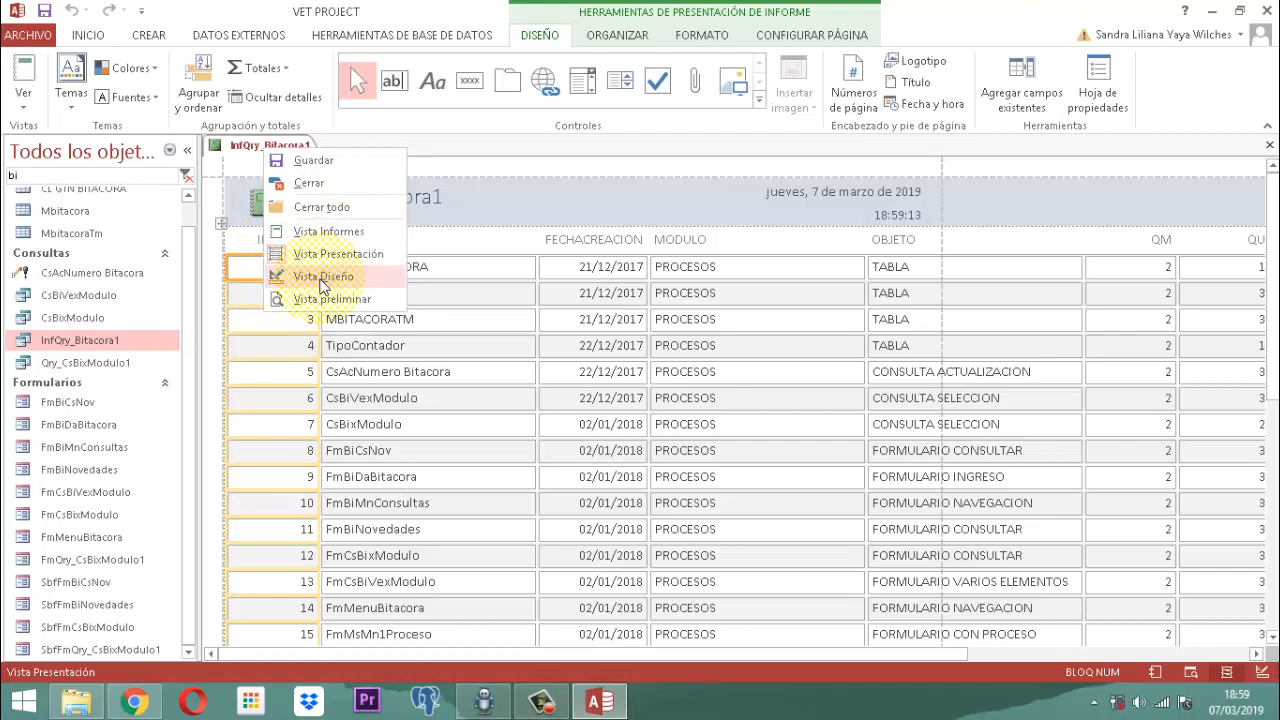 VET PROJECT
HERRAMIENTAS DE PRESENTACIÓN DE INFORME
ARCHIVO INICIO CREAR DATOS EXTERNOS HERRAMIENTAS DE BASE DE DATOS DISEÑO ORGANIZAR FORMATO CONFIGURAR PÁGINA Sandra Liliana Yaya Wilches
Ver
Vistas
Temas
Colores
Fuentes
Temas
Agrupar
y ordenar
Totales
Ocultar detalles
Agrupación y totales
ab|
Aa
xxxx
Controles
Insertar
imagen
Números
de página
Logotipo
Título
Fecha y hora
Encabezado y pie de página
Agregar campos
existentes
Hoja de
propiedades
Herramientas
Todos los objet...
bi
CL GTIN BITACORA
Mbitacora
MbitacoraTm
Consultas
CsAcNumero Bitacora
CsBiVexModulo
CsBixModulo
InfQry_Bitacora1
Qry_CsBixModulo1
Formularios
FmBiCsNov
FmBiDaBitacora
FmBiMnConsultas
FmBiNovedades
FmCsBiVexModulo
FmCsBixModulo
FmMenuBitacora
FmQry_CsBixModulo1
SbfFmBiCsNov
SbfFmBiNovedades
SbfFmCsBixModulo
SbfFmQry_CsBixModulo1
InfQry_Bitacora1
Guardar
Cerrar
Cerrar todo
Vista Informes
Vista Presentación
Vista Diseño
Vista preliminar
cora1
jueves, 7 de marzo de 2019
18:59:13
FECHACREACION MODULO OBJETO QM QU
ORA 21/12/2017 PROCESOS TABLA 2 1
21/12/2017 PROCESOS TABLA 2 3
3 MBITACORATM 21/12/2017 PROCESOS TABLA 2 3
4 TipoContador 22/12/2017 PROCESOS TABLA 2 1
5 CsAcNumero Bitacora 22/12/2017 PROCESOS CONSULTA ACTUALIZACION 2 3
6 CsBiVexModulo 22/12/2017 PROCESOS CONSULTA SELECCION 2 3
7 CsBixModulo 02/01/2018 PROCESOS CONSULTA SELECCION 2 3
8 FmBiCsNov 02/01/2018 PROCESOS FORMULARIO CONSULTAR 2 3
9 FmBiDaBitacora 02/01/2018 PROCESOS FORMULARIO INGRESO 2 3
10 FmBiMnConsultas 02/01/2018 PROCESOS FORMULARIO NAVEGACION 2 3
11 FmBiNovedades 02/01/2018 PROCESOS FORMULARIO CONSULTAR 2 3
12 FmCsBixModulo 02/01/2018 PROCESOS FORMULARIO CONSULTAR 2 3
13 FmCsBiVexModulo 02/01/2018 PROCESOS FORMULARIO VARIOS ELEMENTOS 2 3
14 FmMenuBitacora 02/01/2018 PROCESOS FORMULARIO NAVEGACION 2 3
15 FmMsMn1Proceso 02/01/2018 PROCESOS FORMULARIO CON PROCESO 2 3
Vista Presentación
BLOQ NUM
Pr
18:59
07/03/2019